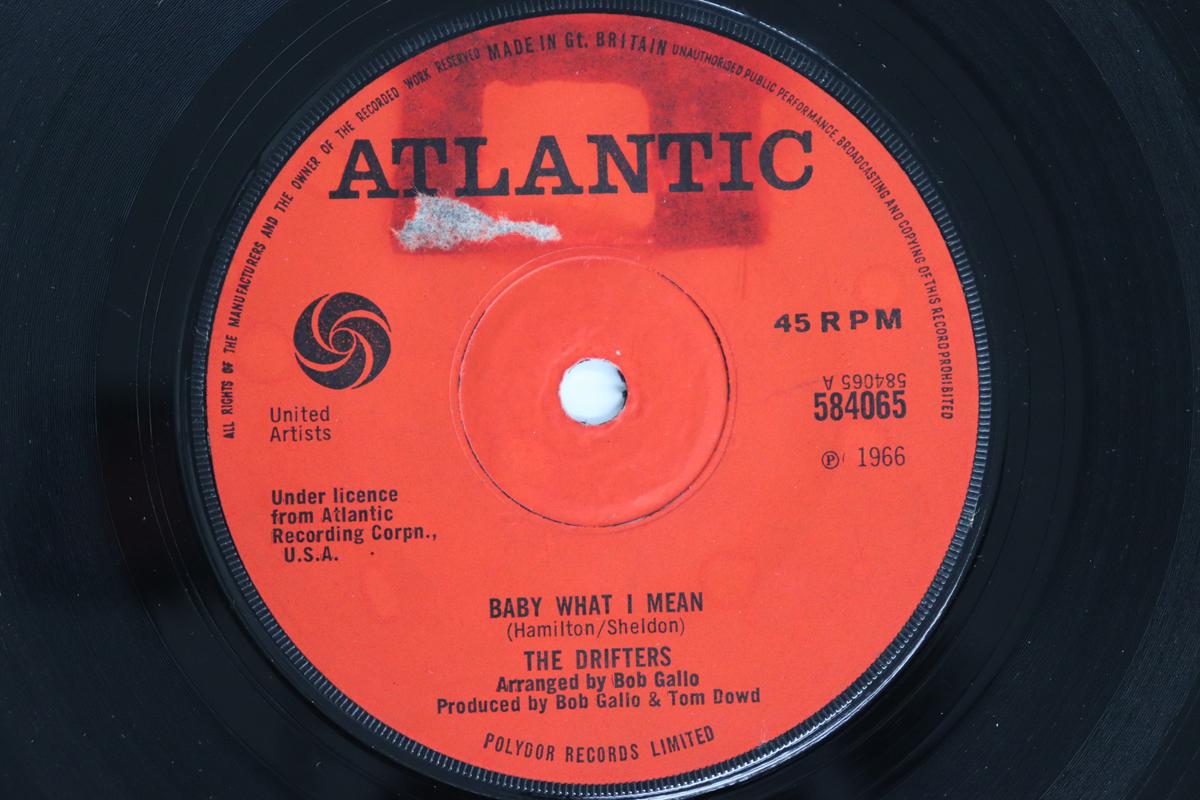 ALL RIGHTS OF THE MANUFACTURERS AND THE OWNER OF THE RECORDED WORK RESERVED MADE IN Gt. BRITAIN UNAUTHORISED PUBLIC PERFORMANCE, BROADCASTING AND COPYING OF THIS RECORD PROHIBITED
ATLANTIC
45 RPM
584065 A
584065
℗ 1966
United
Artists
Under licence
from Atlantic
Recording Corpn.,
U.S.A.
BABY WHAT I MEAN
(Hamilton/Sheldon)
THE DRIFTERS
Arranged by Bob Gallo
Produced by Bob Gallo & Tom Dowd
POLYDOR RECORDS LIMITED